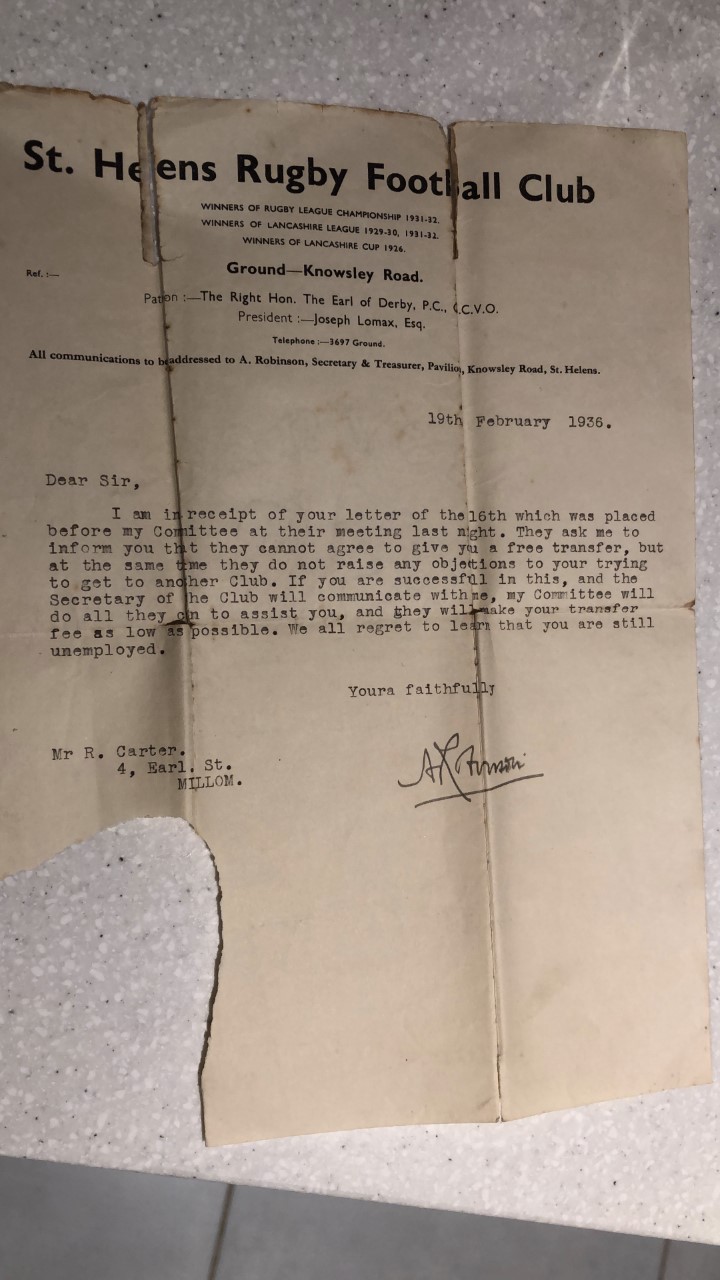 St. Helens Rugby Football Club
WINNERS OF RUGBY LEAGUE CHAMPIONSHIP 1931-32.
WINNERS OF LANCASHIRE LEAGUE 1929-30, 1931-32.
WINNERS OF LANCASHIRE CUP 1926.
Ground—Knowsley Road.
Ref. :—
Patron :—The Right Hon. The Earl of Derby, P.C., G.C.V.O.
President :—Joseph Lomax, Esq.
Telephone :—3697 Ground.
All communications to be addressed to A. Robinson, Secretary & Treasurer, Pavilion, Knowsley Road, St. Helens.
19th February 1936.
Dear Sir,
I am in receipt of your letter of the 16th which was placed
before my Committee at their meeting last night. They ask me to
inform you that they cannot agree to give you a free transfer, but
at the same time they do not raise any objections to your trying
to get to another Club. If you are successful in this, and the
Secretary of the Club will communicate with me, my Committee will
do all they can to assist you, and they will make your transfer
fee as low as possible. We all regret to learn that you are still
unemployed.
Youra faithfully
Mr R. Carter.
4, Earl. St.
MILLOM.
A Robinson